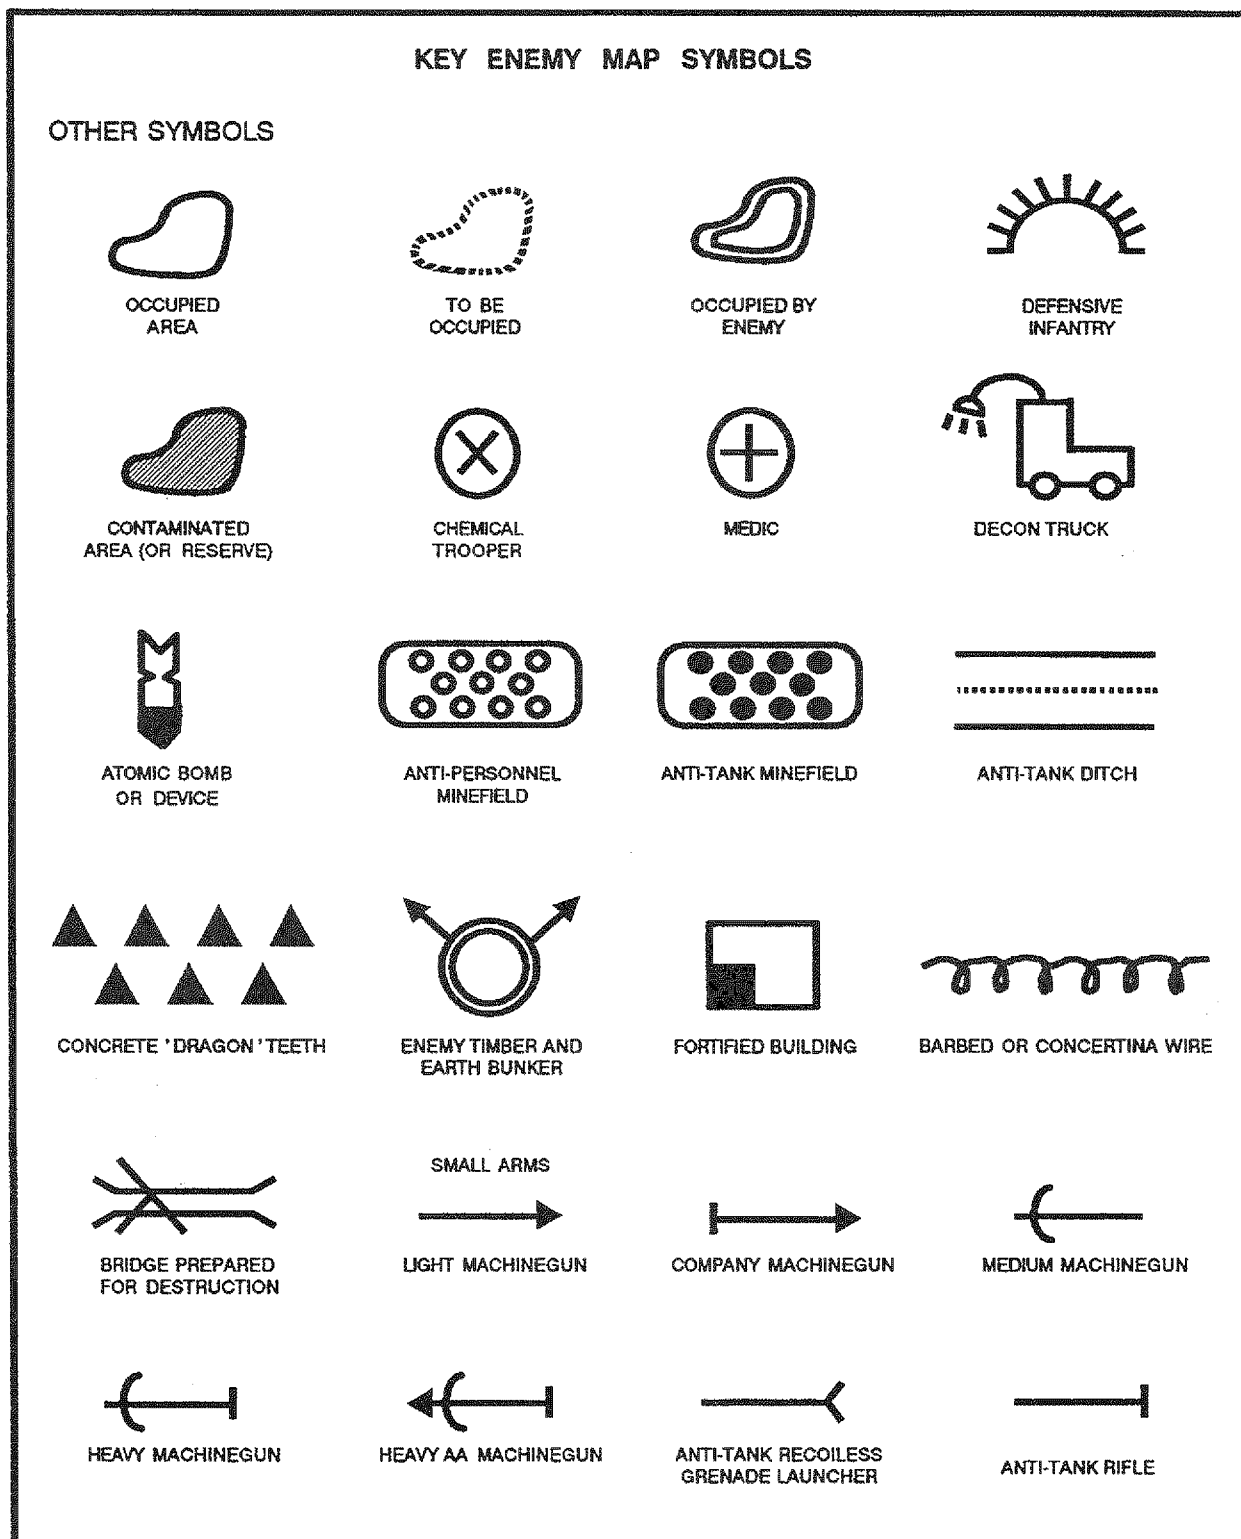 KEY ENEMY MAP SYMBOLS
OTHER SYMBOLS
OCCUPIED
AREA
TO BE
OCCUPIED
OCCUPIED BY
ENEMY
DEFENSIVE
INFANTRY
CONTAMINATED
AREA (OR RESERVE)
CHEMICAL
TROOPER
MEDIC
DECON TRUCK
ATOMIC BOMB
OR DEVICE
ANTI-PERSONNEL
MINEFIELD
ANTI-TANK MINEFIELD
ANTI-TANK DITCH
CONCRETE 'DRAGON' TEETH
ENEMY TIMBER AND
EARTH BUNKER
FORTIFIED BUILDING
BARBED OR CONCERTINA WIRE
BRIDGE PREPARED
FOR DESTRUCTION
SMALL ARMS
LIGHT MACHINEGUN
COMPANY MACHINEGUN
MEDIUM MACHINEGUN
HEAVY MACHINEGUN
HEAVY AA MACHINEGUN
ANTI-TANK RECOILESS
GRENADE LAUNCHER
ANTI-TANK RIFLE